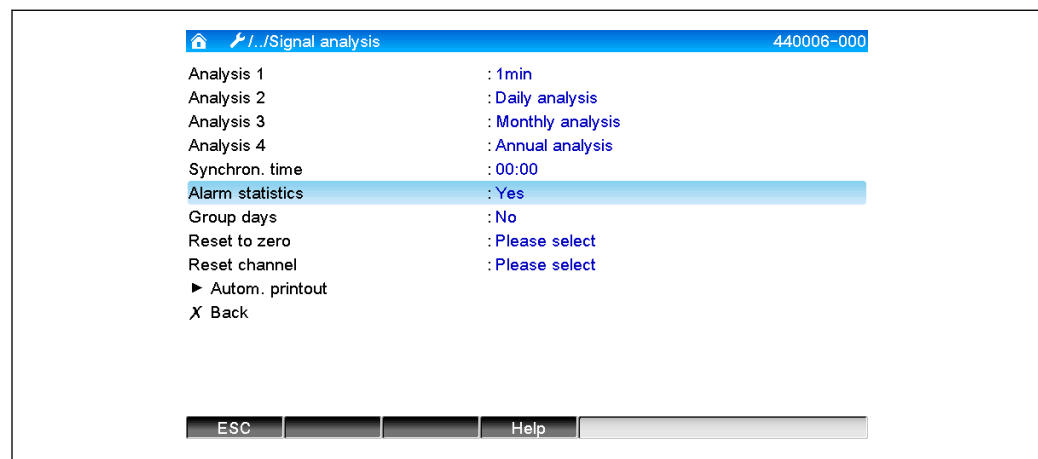 /../Signal analysis 440006-000
Analysis 1 : 1min
Analysis 2 : Daily analysis
Analysis 3 : Monthly analysis
Analysis 4 : Annual analysis
Synchron. time : 00:00
Alarm statistics : Yes
Group days : No
Reset to zero : Please select
Reset channel : Please select
► Autom. printout
X Back
ESC Help